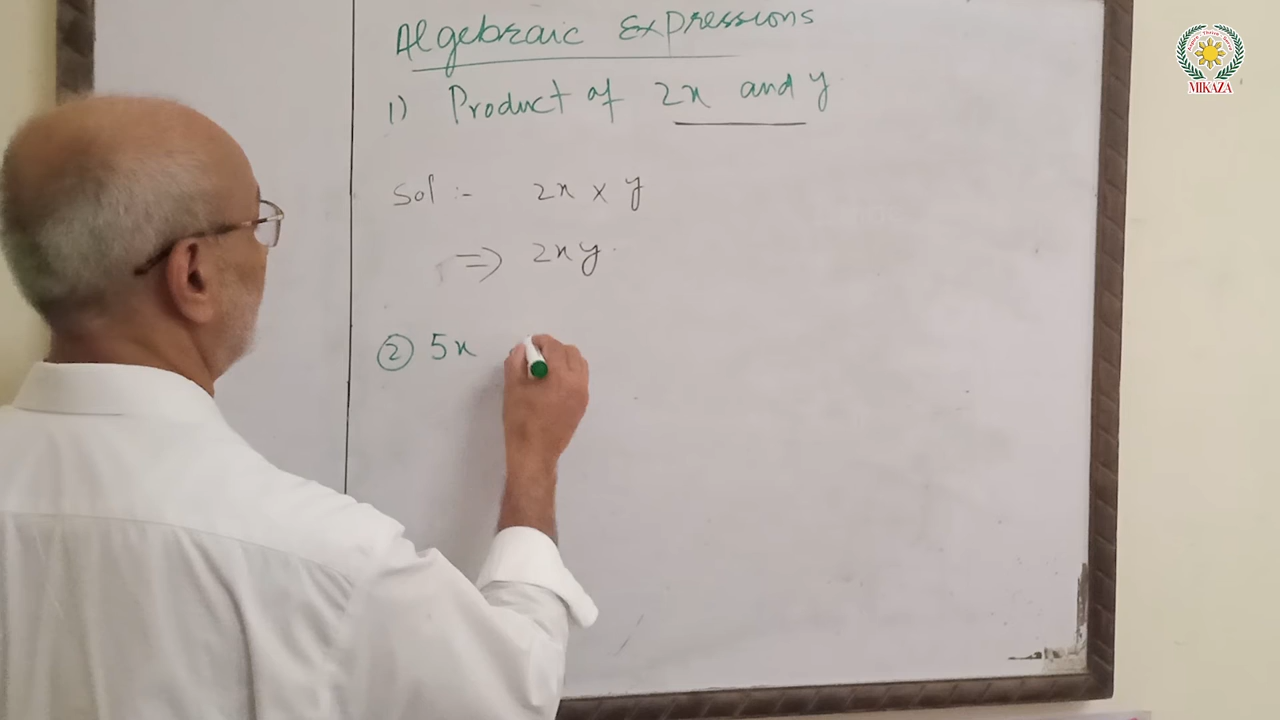 Algebraic Expressions
1) Product of 2x and y
Sol :- 2x × y
⇒ 2xy
② 5x
MIKAZA